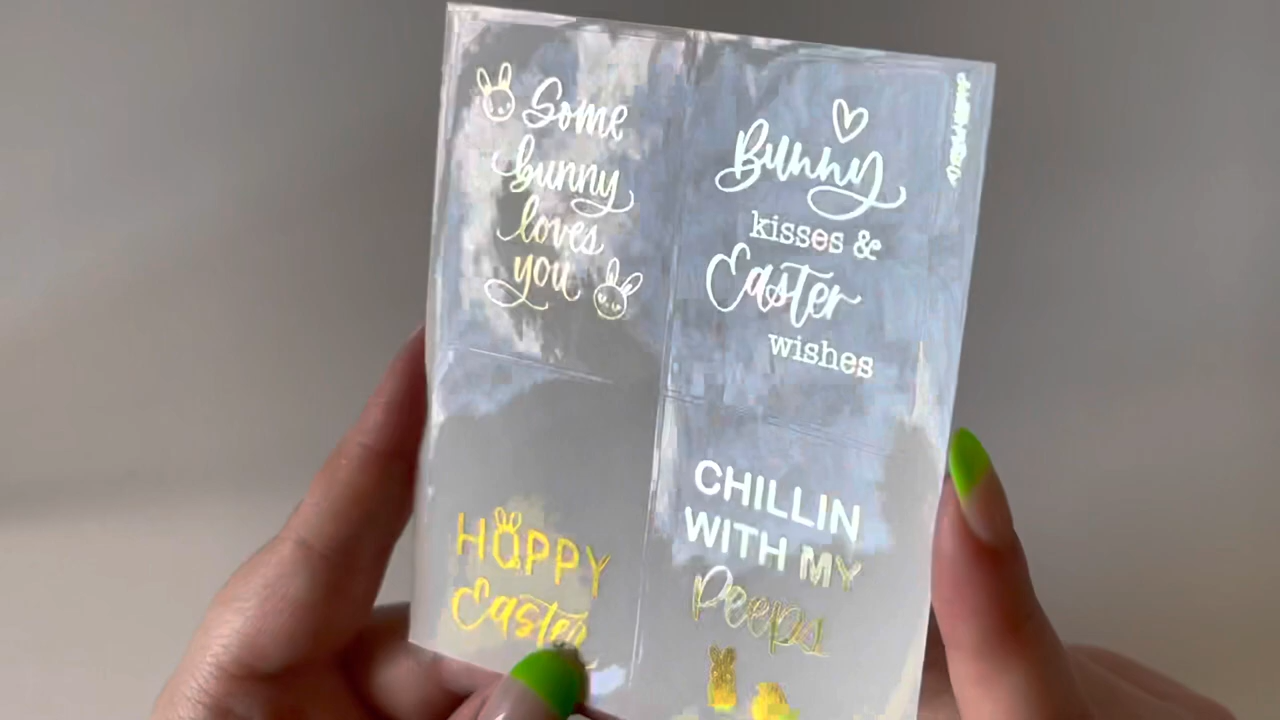 Some
bunny
loves
you
Bunny
kisses &
Easter
wishes
HAPPY
Easter
CHILLIN
WITH MY
Peeps